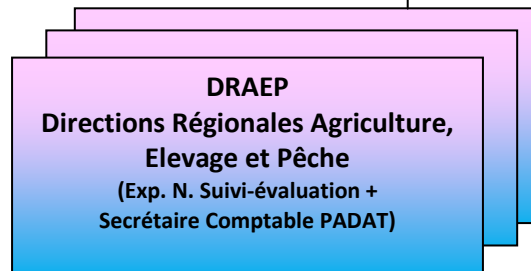 DRAEP
Directions Régionales Agriculture,
Elevage et Pêche
(Exp. N. Suivi-évaluation +
Secrétaire Comptable PADAT)